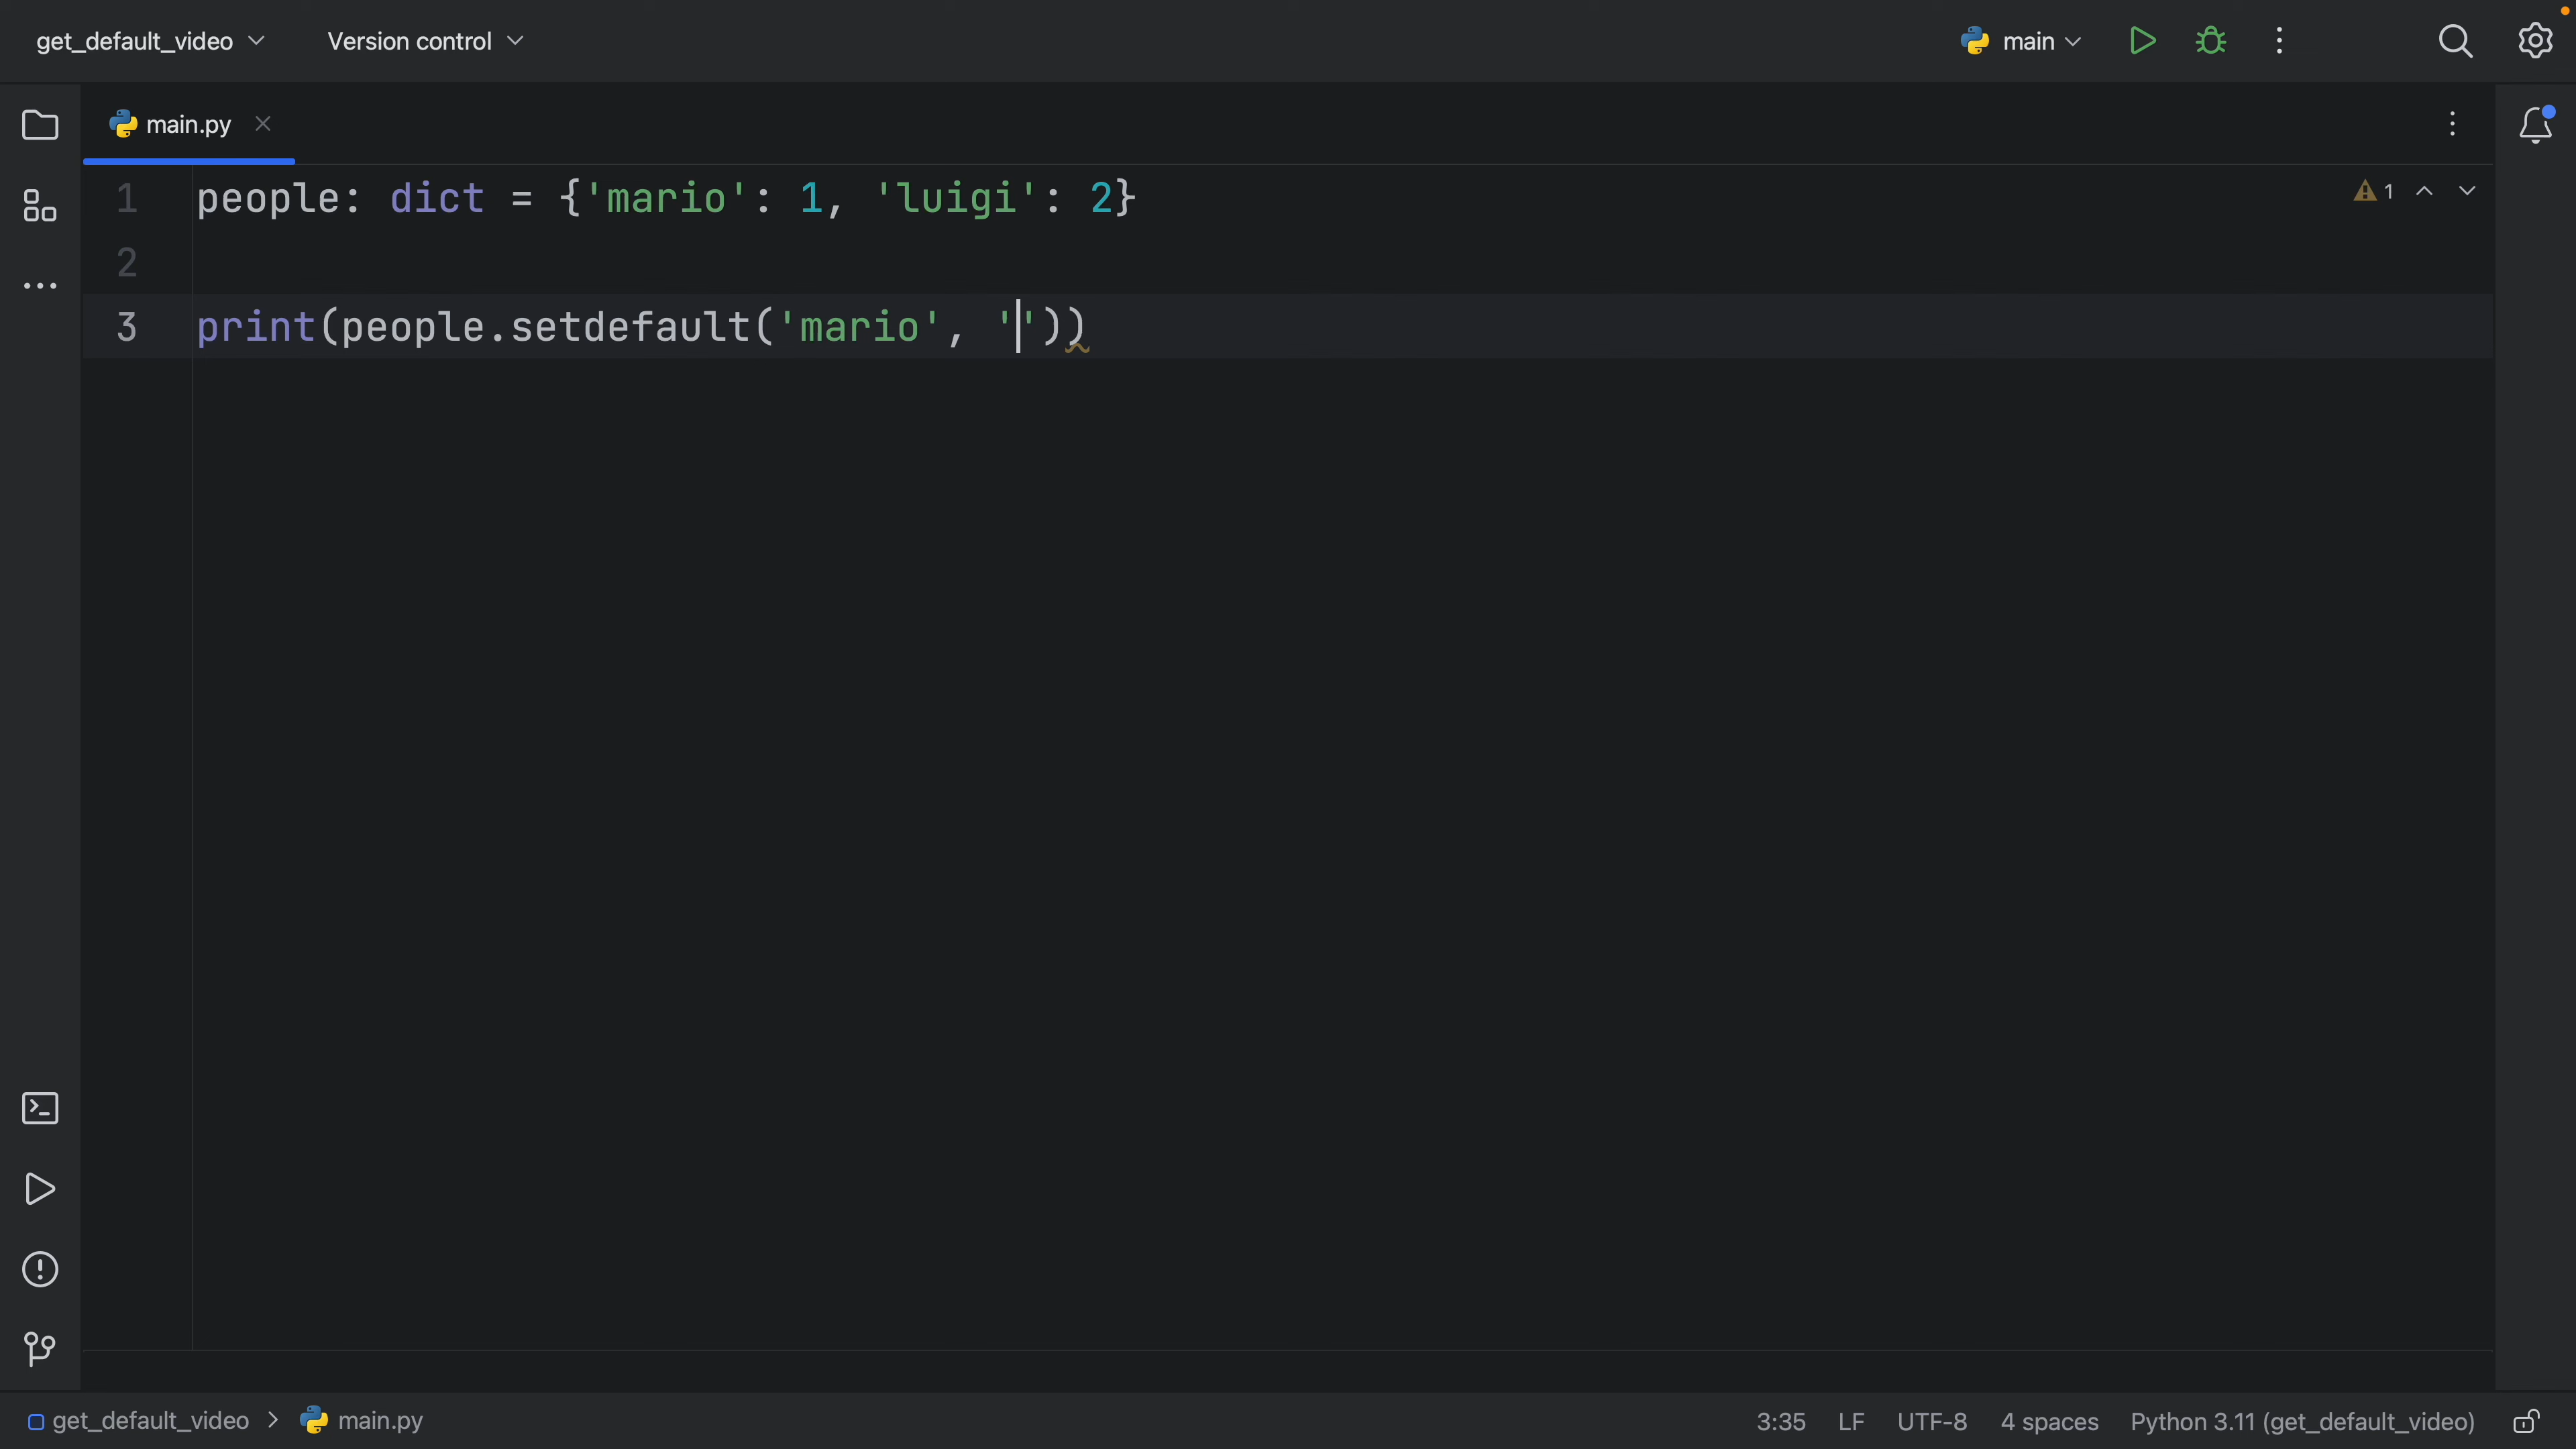 get_default_video
Version control
main
main.py
1 people: dict = {'mario': 1, 'luigi': 2}
1
2
3 print(people.setdefault('mario', ''))
get_default_video
main.py
3:35
LF
UTF-8
4 spaces
Python 3.11 (get_default_video)